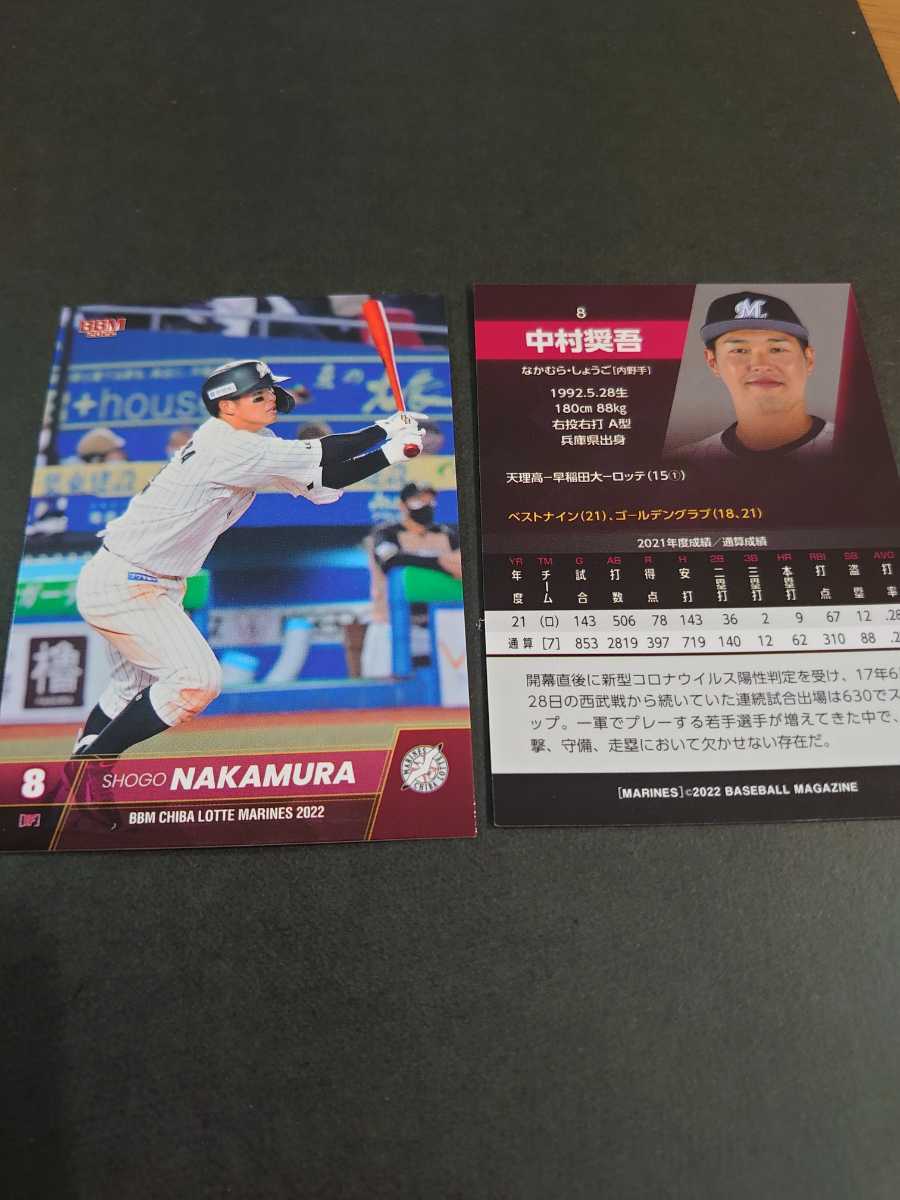 BBM
+house
8
[IF]
SHOGO NAKAMURA
BBM CHIBA LOTTE MARINES 2022
MARINES
8
中村奨吾
なかむら・しょうご[内野手]
1992.5.28生
180cm 88kg
右投右打 A型
兵庫県出身
M
天理高ー早稲田大ーロッテ(15①)
ベストナイン(21)、ゴールデングラブ(18、21)
2021年度成績/通算成績
YR TM G AB R H 2B 3B HR RBI SB AVG
年度 チーム 試合 打数 得点 安打 二塁打 三塁打 本塁打 打点 盗塁 打率
21 (ロ) 143 506 78 143 36 2 9 67 12 .28
通算 [7] 853 2819 397 719 140 12 62 310 88 .2
開幕直後に新型コロナウイルス陽性判定を受け、17年6
28日の西武戦から続いていた連続試合出場は630でス
ップ。一軍でプレーする若手選手が増えてきた中で、
撃、守備、走塁において欠かせない存在だ。
[MARINES]©2022 BASEBALL MAGAZINE